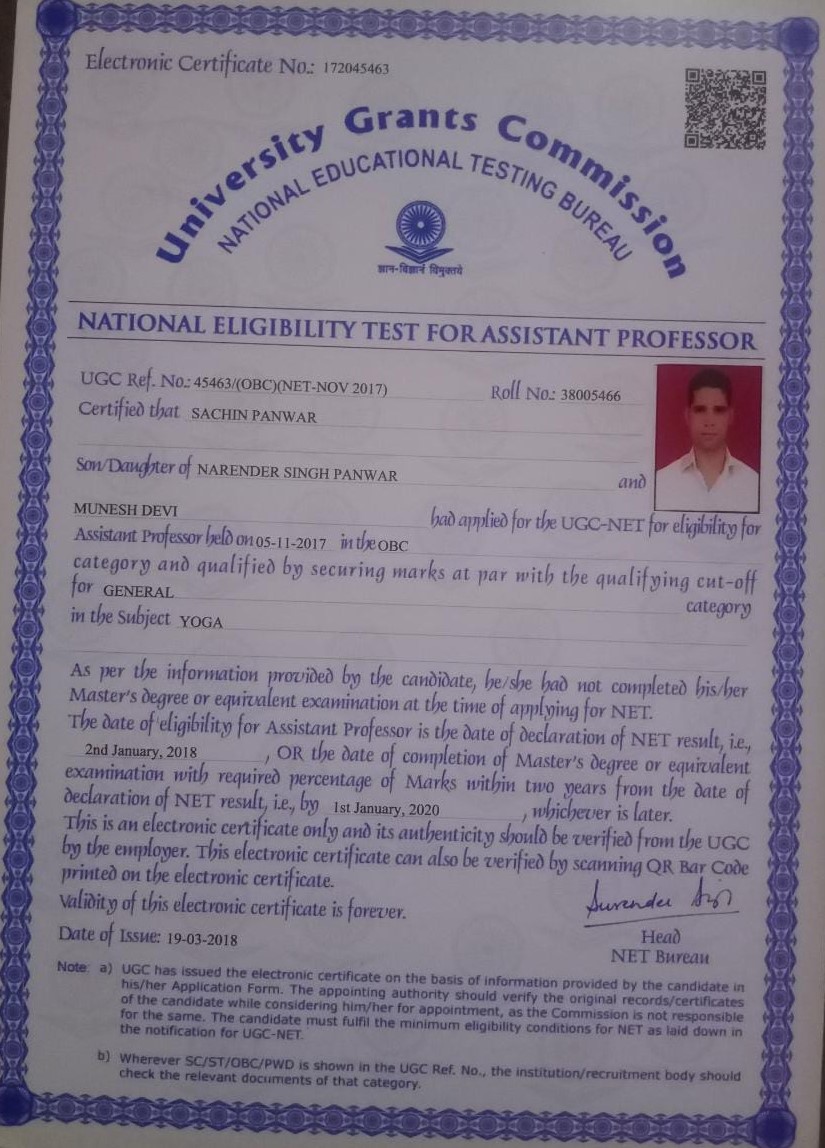 Electronic Certificate No.: 172045463
University Grants Commission
NATIONAL EDUCATIONAL TESTING BUREAU
ज्ञान-विज्ञानं विमुक्तये
NATIONAL ELIGIBILITY TEST FOR ASSISTANT PROFESSOR
UGC Ref. No.: 45463/(OBC)(NET-NOV 2017) Roll No.: 38005466
Certified that SACHIN PANWAR
Son/Daughter of NARENDER SINGH PANWAR and
MUNESH DEVI had applied for the UGC-NET for eligibility for
Assistant Professor held on 05-11-2017 in the OBC
category and qualified by securing marks at par with the qualifying cut-off
for GENERAL category
in the Subject YOGA
As per the information provided by the candidate, he/she had not completed his/her
Master's degree or equivalent examination at the time of applying for NET.
The date of eligibility for Assistant Professor is the date of declaration of NET result, i.e.,
2nd January, 2018 , OR the date of completion of Master's degree or equivalent
examination with required percentage of Marks within two years from the date of
declaration of NET result, i.e., by 1st January, 2020 , whichever is later.
This is an electronic certificate only and its authenticity should be verified from the UGC
by the employer. This electronic certificate can also be verified by scanning QR Bar Code
printed on the electronic certificate.
Validity of this electronic certificate is forever.
Date of Issue: 19-03-2018
Surender
Head
NET Bureau
Note: a) UGC has issued the electronic certificate on the basis of information provided by the candidate in
his/her Application Form. The appointing authority should verify the original records/certificates
of the candidate while considering him/her for appointment, as the Commission is not responsible
for the same. The candidate must fulfil the minimum eligibility conditions for NET as laid down in
the notification for UGC-NET.
b) Wherever SC/ST/OBC/PWD is shown in the UGC Ref. No., the institution/recruitment body should
check the relevant documents of that category.